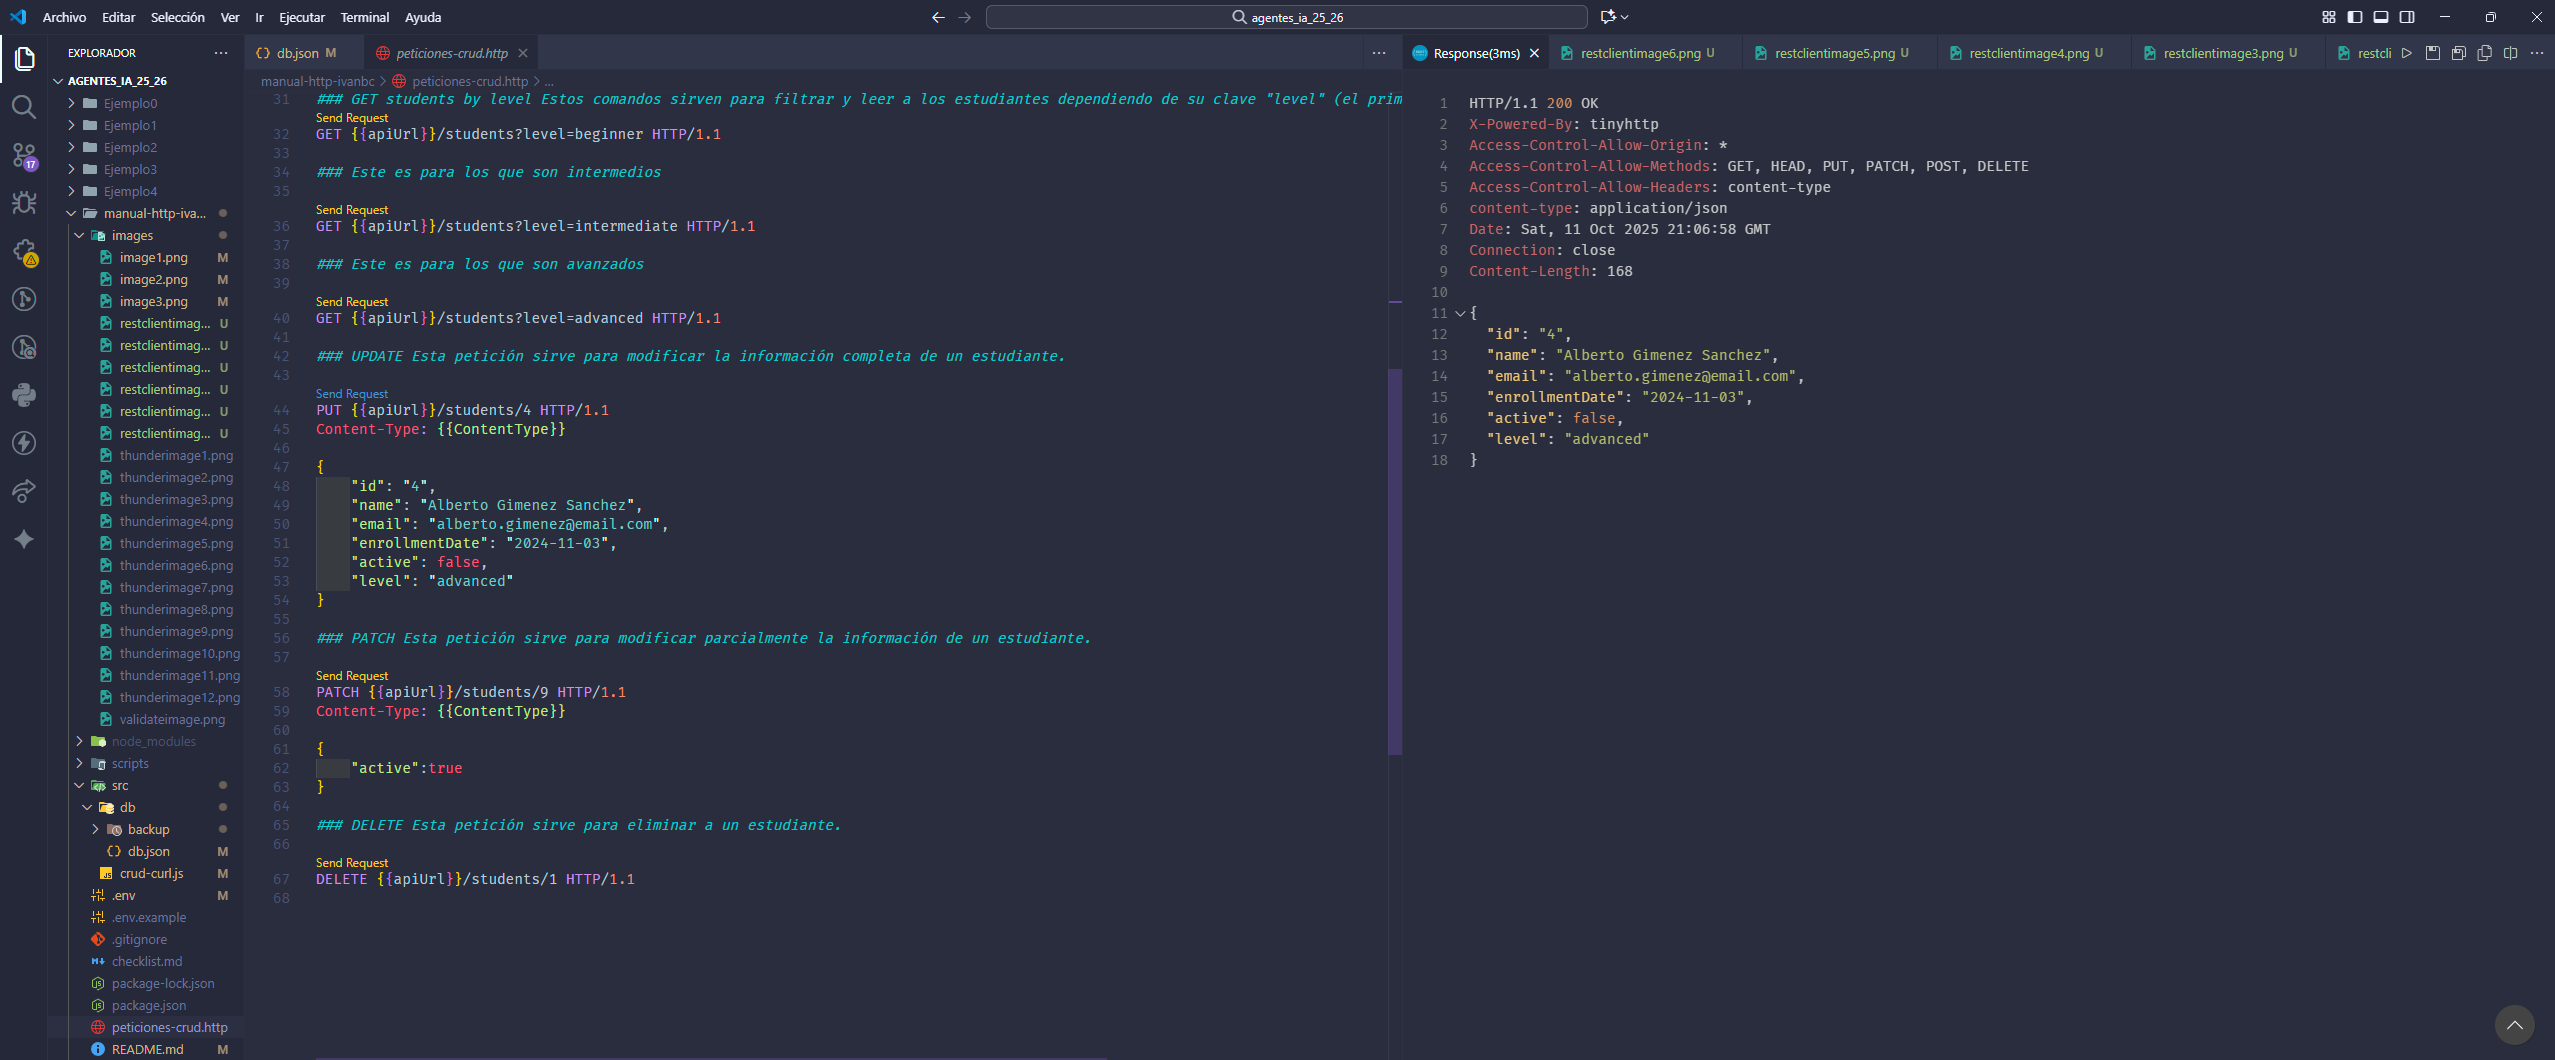 Archivo Editar Selección Ver Ir Ejecutar Terminal Ayuda
agentes_ia_25_26
EXPLORADOR
AGENTES_IA_25_26
Ejemplo0
Ejemplo1
Ejemplo2
17
Ejemplo3
Ejemplo4
manual-http-iva...
images
image1.png M
image2.png M
image3.png M
restclientimag... U
restclientimag... U
restclientimag... U
restclientimag... U
restclientimag... U
restclientimag... U
thunderimage1.png
thunderimage2.png
thunderimage3.png
thunderimage4.png
thunderimage5.png
thunderimage6.png
thunderimage7.png
thunderimage8.png
thunderimage9.png
thunderimage10.png
thunderimage11.png
thunderimage12.png
validateimage.png
node_modules
scripts
src
db
backup
db.json M
crud-curl.js M
.env M
.env.example
.gitignore
checklist.md
package-lock.json
package.json
peticiones-crud.http
README.md M
db.json M peticiones-crud.http
manual-http-ivanbc > peticiones-crud.http > ...
31 ### GET students by level Estos comandos sirven para filtrar y leer a los estudiantes dependiendo de su clave "level" (el prim
Send Request
32 GET {{apiUrl}}/students?level=beginner HTTP/1.1
33
34 ### Este es para los que son intermedios
35
Send Request
36 GET {{apiUrl}}/students?level=intermediate HTTP/1.1
37
38 ### Este es para los que son avanzados
39
Send Request
40 GET {{apiUrl}}/students?level=advanced HTTP/1.1
41
42 ### UPDATE Esta petición sirve para modificar la información completa de un estudiante.
43
Send Request
44 PUT {{apiUrl}}/students/4 HTTP/1.1
45 Content-Type: {{ContentType}}
46
47 {
48 "id": "4",
49 "name": "Alberto Gimenez Sanchez",
50 "email": "alberto.gimenez@email.com",
51 "enrollmentDate": "2024-11-03",
52 "active": false,
53 "level": "advanced"
54 }
55
56 ### PATCH Esta petición sirve para modificar parcialmente la información de un estudiante.
57
Send Request
58 PATCH {{apiUrl}}/students/9 HTTP/1.1
59 Content-Type: {{ContentType}}
60
61 {
62 "active":true
63 }
64
65 ### DELETE Esta petición sirve para eliminar a un estudiante.
66
Send Request
67 DELETE {{apiUrl}}/students/1 HTTP/1.1
68
Response(3ms) restclientimage6.png U restclientimage5.png U restclientimage4.png U restclientimage3.png U restcli
1 HTTP/1.1 200 OK
2 X-Powered-By: tinyhttp
3 Access-Control-Allow-Origin: *
4 Access-Control-Allow-Methods: GET, HEAD, PUT, PATCH, POST, DELETE
5 Access-Control-Allow-Headers: content-type
6 content-type: application/json
7 Date: Sat, 11 Oct 2025 21:06:58 GMT
8 Connection: close
9 Content-Length: 168
10
11 {
12 "id": "4",
13 "name": "Alberto Gimenez Sanchez",
14 "email": "alberto.gimenez@email.com",
15 "enrollmentDate": "2024-11-03",
16 "active": false,
17 "level": "advanced"
18 }